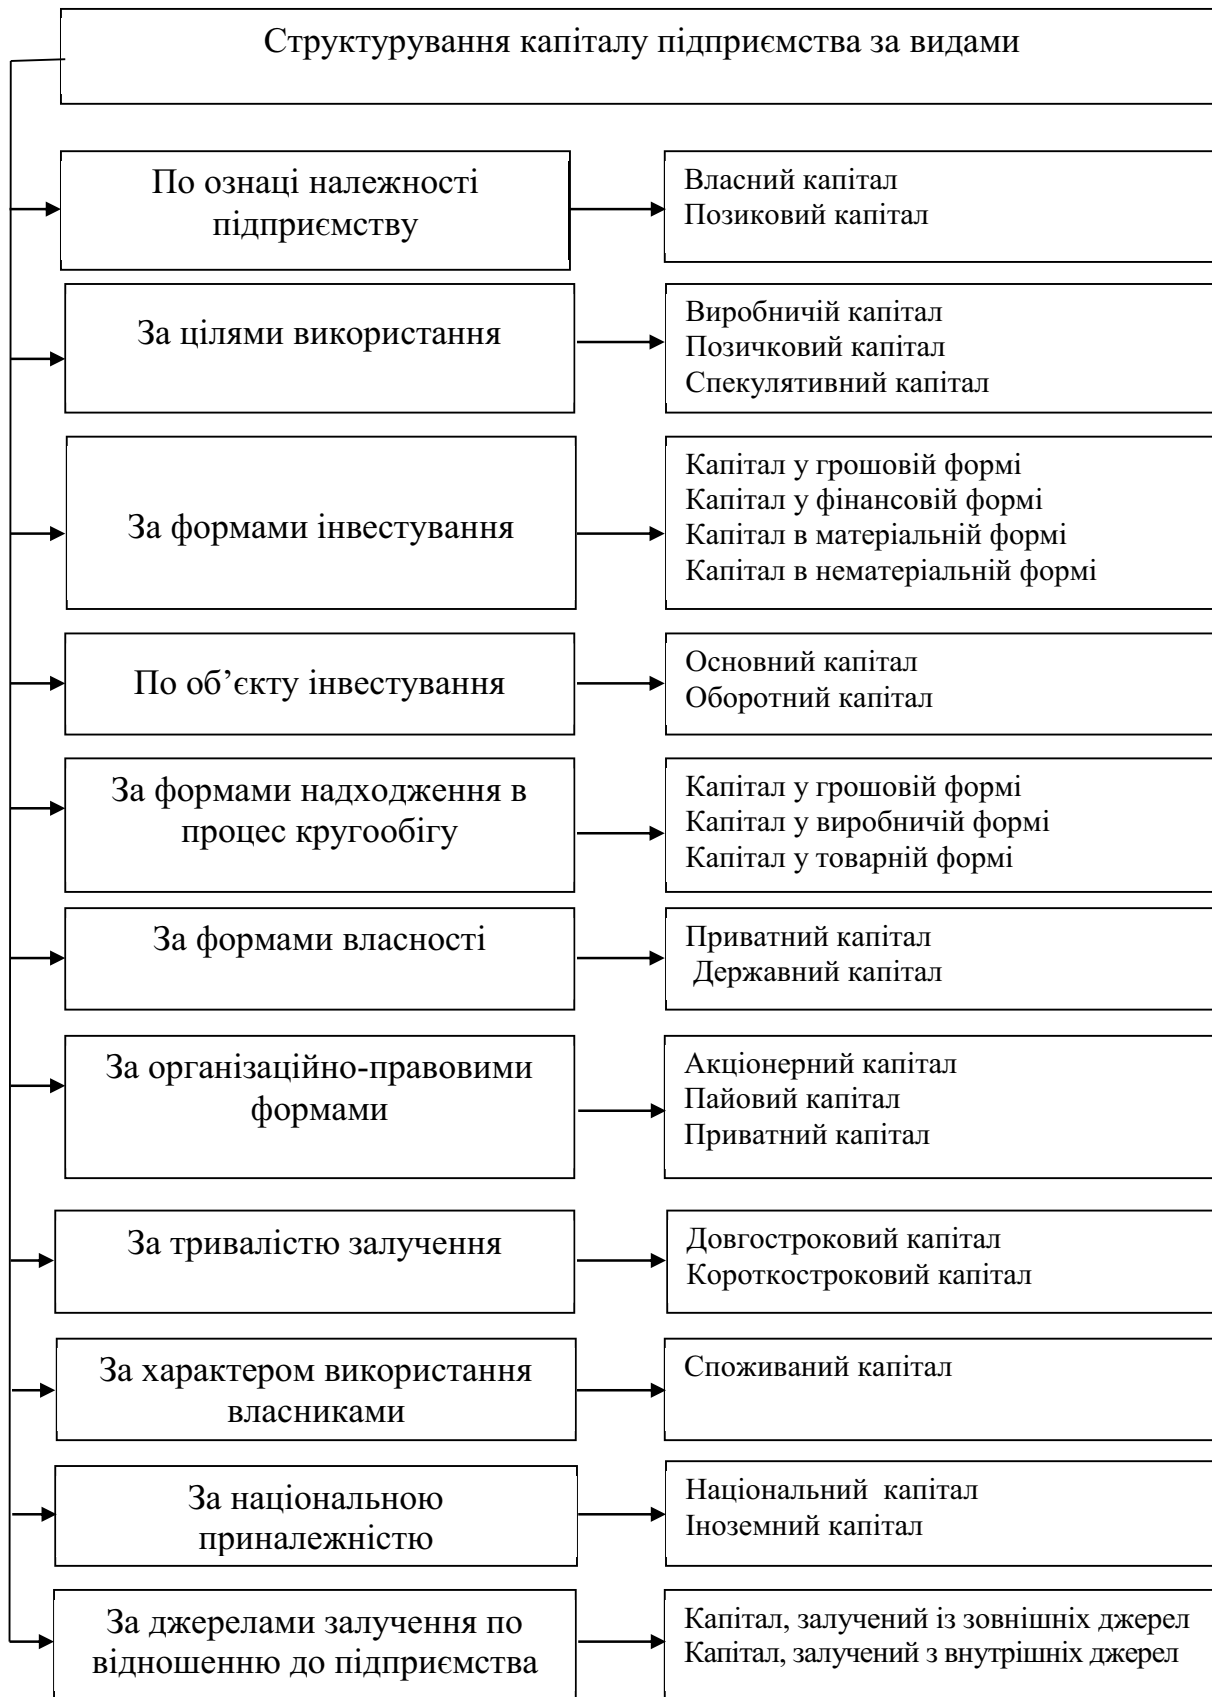 Структурування капіталу підприємства за видами
По ознаці належності
підприємству
Власний капітал
Позиковий капітал
За цілями використання
Виробничій капітал
Позичковий капітал
Спекулятивний капітал
За формами інвестування
Капітал у грошовій формі
Капітал у фінансовій формі
Капітал в матеріальній формі
Капітал в нематеріальній формі
По об’єкту інвестування
Основний капітал
Оборотний капітал
За формами надходження в
процес кругообігу
Капітал у грошовій формі
Капітал у виробничій формі
Капітал у товарній формі
За формами власності
Приватний капітал
Державний капітал
За організаційно-правовими
формами
Акціонерний капітал
Пайовий капітал
Приватний капітал
За тривалістю залучення
Довгостроковий капітал
Короткостроковий капітал
За характером використання
власниками
Споживаний капітал
За національною
приналежністю
Національний капітал
Іноземний капітал
За джерелами залучення по
відношенню до підприємства
Капітал, залучений із зовнішніх джерел
Капітал, залучений з внутрішніх джерел